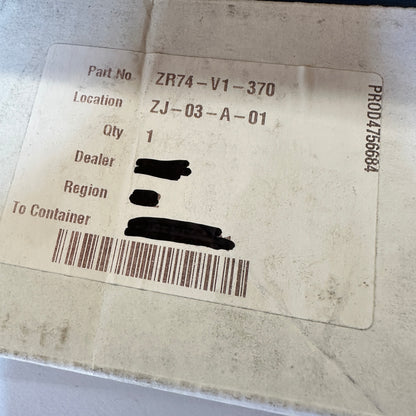 Part No. ZR74-V1-370
Location ZJ-03-A-01
Qty 1
Dealer
Region
To Container
PROD4756684